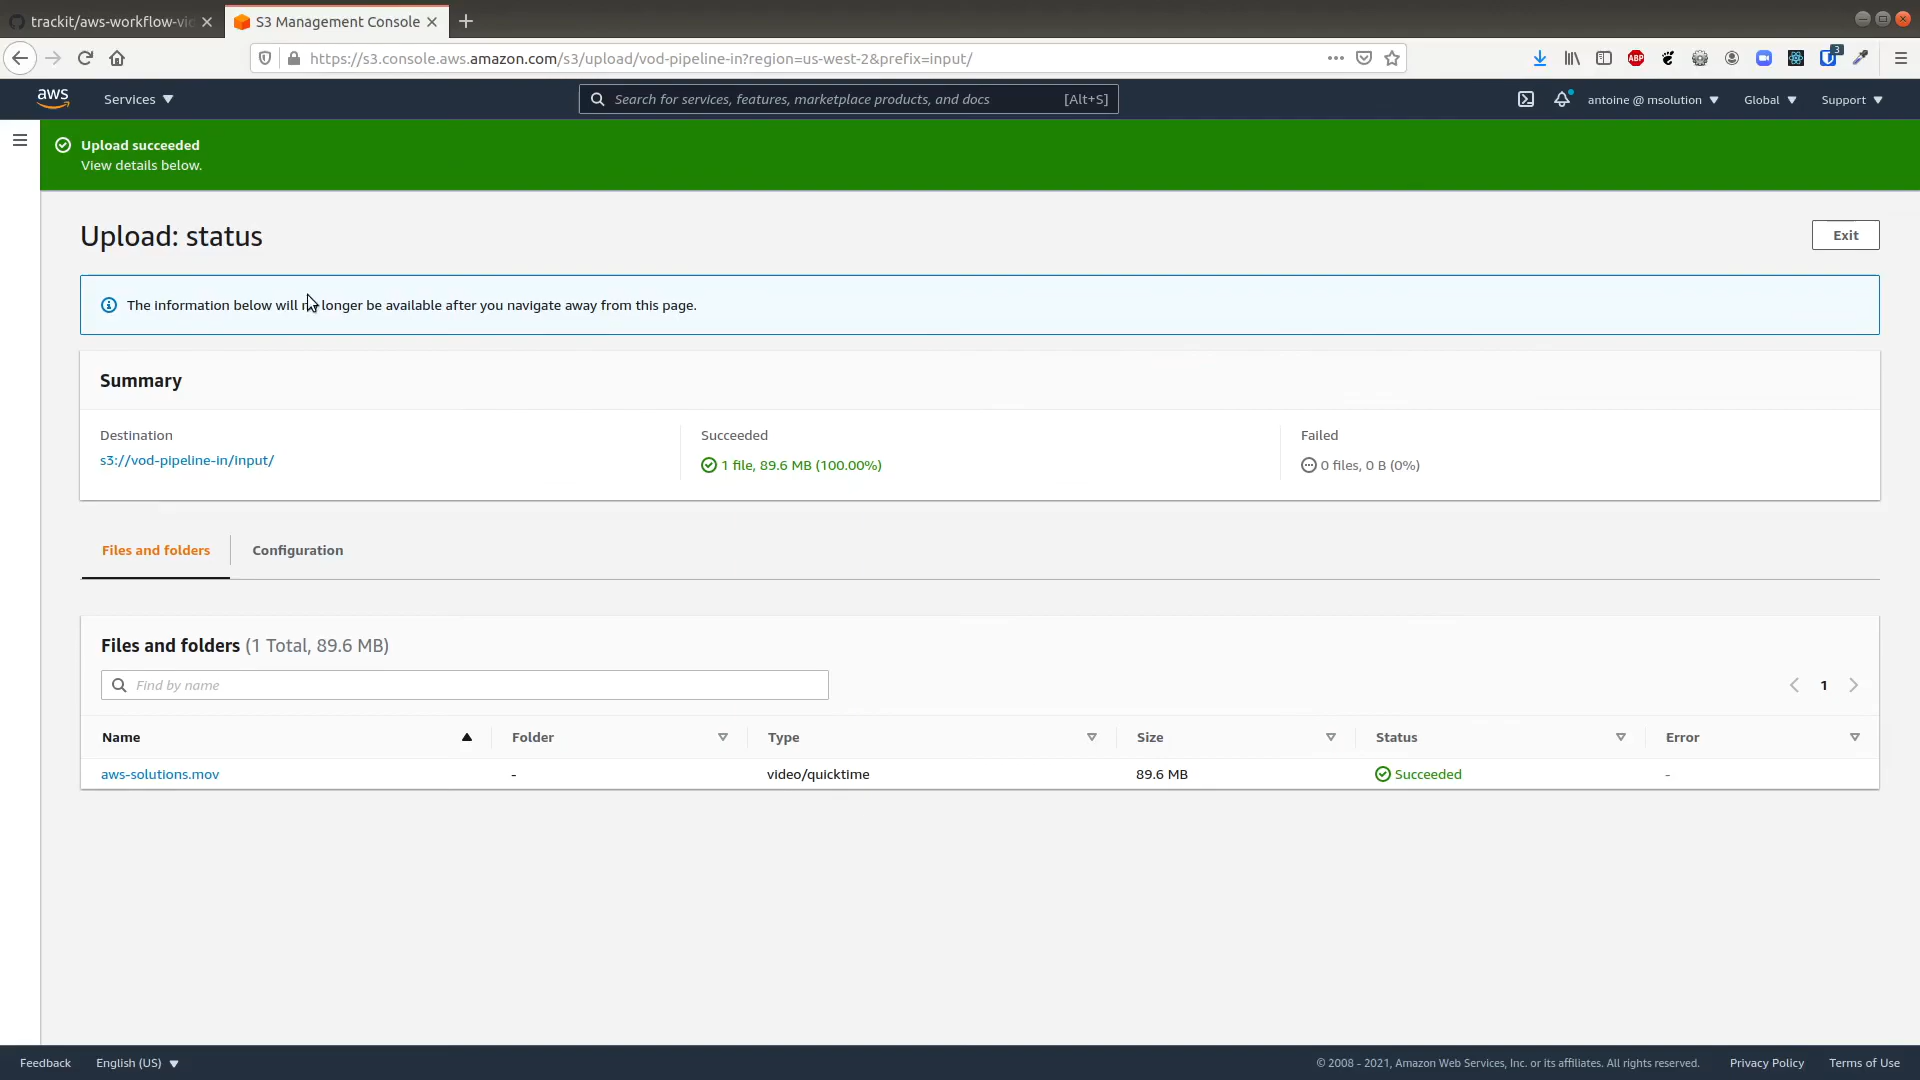 trackit/aws-workflow-vi
S3 Management Console
https://s3.console.aws.amazon.com/s3/upload/vod-pipeline-in?region=us-west-2&prefix=input/
ABP
3
aws
Services
Search for services, features, marketplace products, and docs
[Alt+S]
antoine @ msolution
Global
Support
Upload succeeded
View details below.
Upload: status
Exit
The information below will no longer be available after you navigate away from this page.
Summary
Destination
s3://vod-pipeline-in/input/
Succeeded
1 file, 89.6 MB (100.00%)
Failed
0 files, 0 B (0%)
Files and folders
Configuration
Files and folders (1 Total, 89.6 MB)
Find by name
1
Name
Folder
Type
Size
Status
Error
aws-solutions.mov
-
video/quicktime
89.6 MB
Succeeded
-
Feedback
English (US)
© 2008 - 2021, Amazon Web Services, Inc. or its affiliates. All rights reserved.
Privacy Policy
Terms of Use